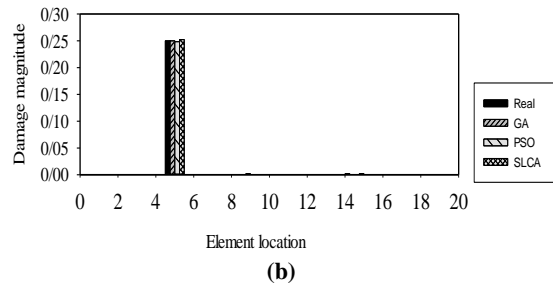 Damage magnitude
0/30
0/25
0/20
0/15
0/10
0/05
0/00
0 2 4 6 8 10 12 14 16 18 20
Element location
Real
GA
PSO
SLCA
(b)